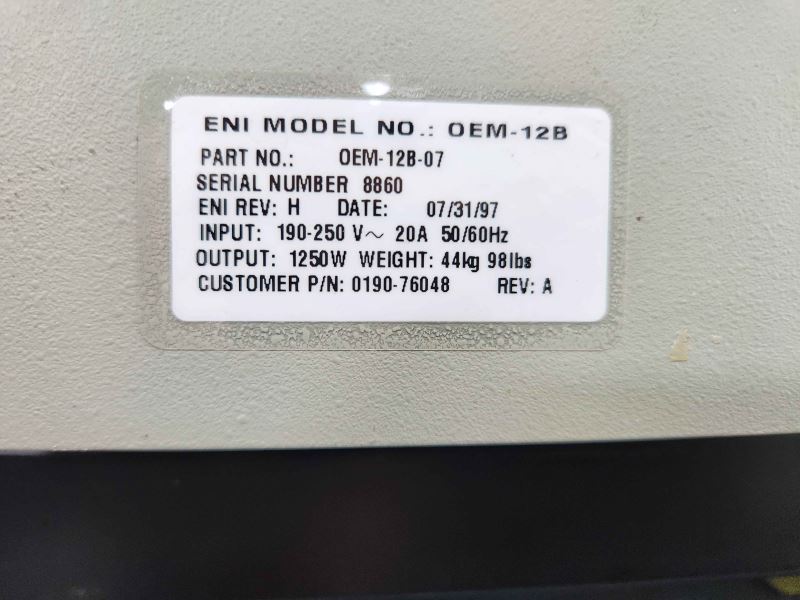 ENI MODEL NO.: OEM-12B
PART NO.: OEM-12B-07
SERIAL NUMBER 8860
ENI REV: H DATE: 07/31/97
INPUT: 190-250 V~ 20A 50/60Hz
OUTPUT: 1250W WEIGHT: 44kg 98lbs
CUSTOMER P/N: 0190-76048 REV: A